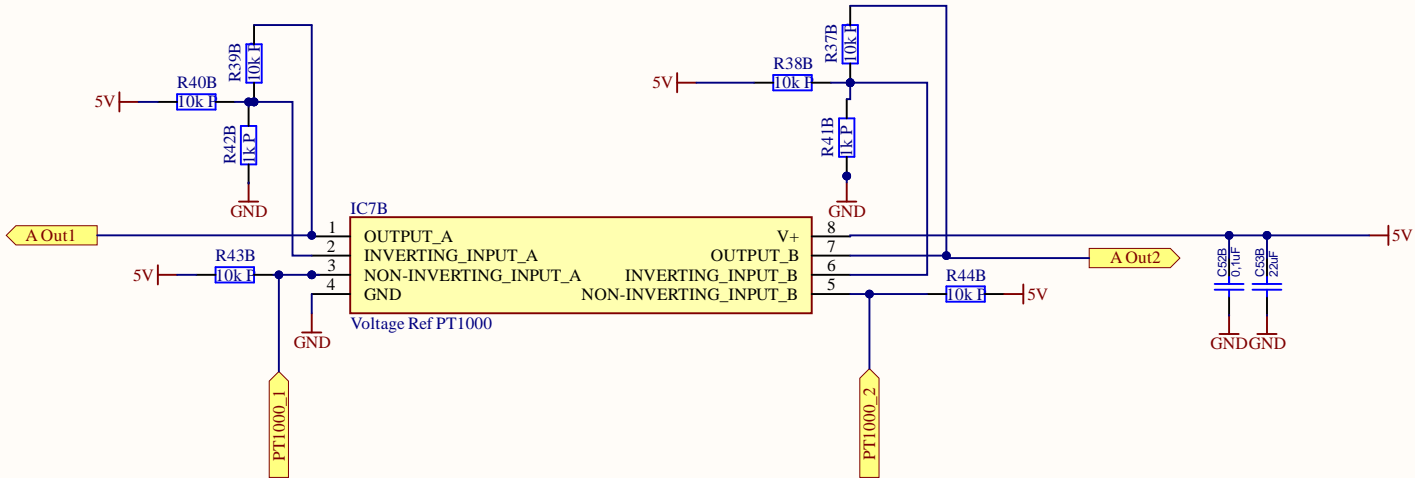 R39B
10k P
R40B
10k P
5V
R42B
1k P
GND
R37B
10k P
R38B
10k P
5V
R41B
1k P
GND
IC7B
A Out1
1
OUTPUT_A
2
INVERTING_INPUT_A
3
NON-INVERTING_INPUT_A
4
GND
V+
8
OUTPUT_B
7
INVERTING_INPUT_B
6
NON-INVERTING_INPUT_B
5
Voltage Ref PT1000
R43B
10k P
5V
GND
PT1000_1
R44B
10k P
5V
PT1000_2
A Out2
5V
C52B
0,1uF
C53B
22uF
GND
GND